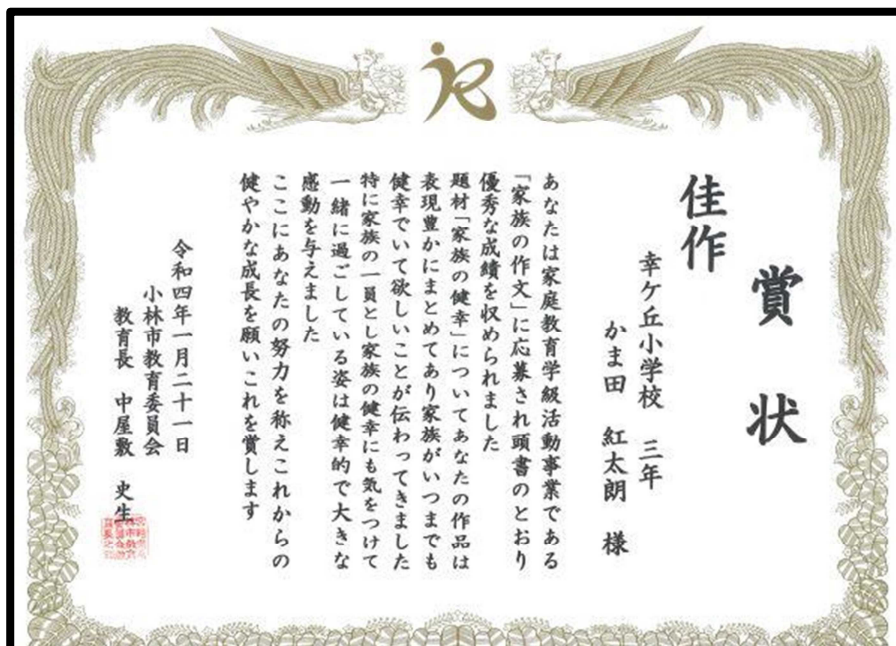 賞状
佳作
幸ケ丘小学校 三年
かま田 紅太朗 様
あなたは家庭教育学級活動事業である
「家族の作文」に応募され頭書のとおり
優秀な成績を収められました
題材「家族の健幸」についてあなたの作品は
表現豊かにまとめてあり家族がいつまでも
健幸でいて欲しいことが伝わってきました
特に家族の一員とし家族の健幸にも気をつけて
一緒に過ごしている姿は健幸的で大きな
感動を与えました
ここにあなたの努力を称えこれからの
健やかな成長を願いこれを賞します
令和四年一月二十一日
小林市教育委員会
教育長 中屋敷 史生